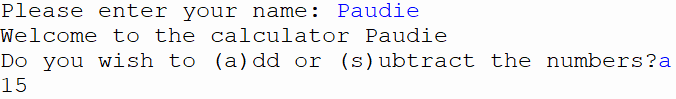 Please enter your name: Paudie
Welcome to the calculator Paudie
Do you wish to (a)dd or (s)ubtract the numbers?a
15